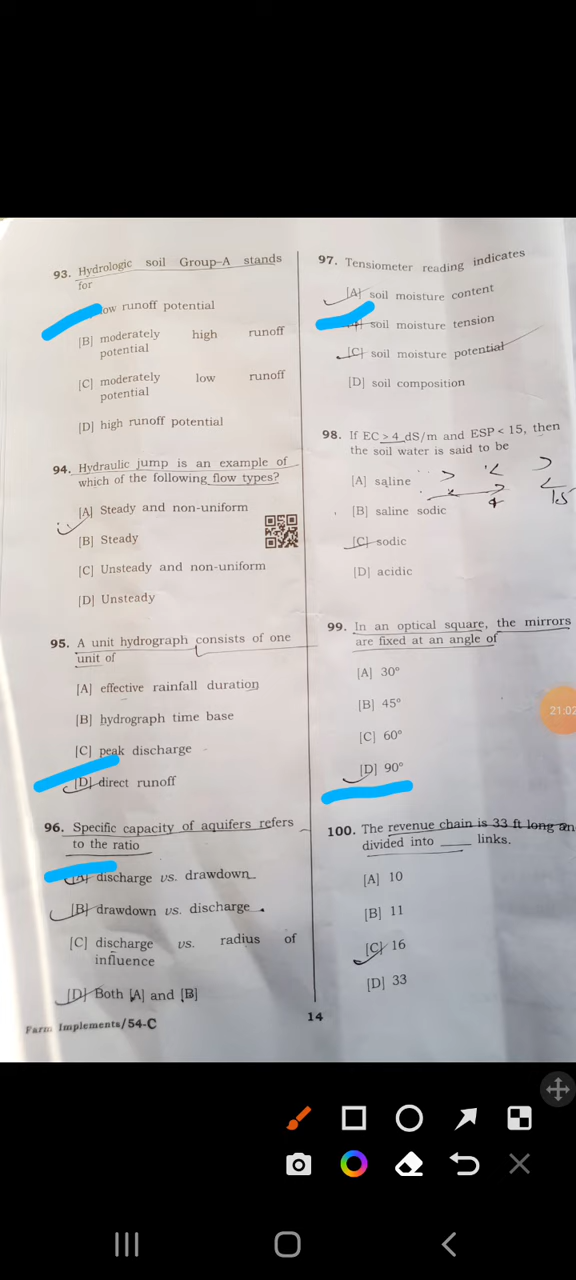 93. Hydrologic soil Group-A stands
for
low runoff potential
[B] moderately high runoff
potential
[C] moderately low runoff
potential
[D] high runoff potential
94. Hydraulic jump is an example of
which of the following flow types?
[A] Steady and non-uniform
[B] Steady
[C] Unsteady and non-uniform
[D] Unsteady
95. A unit hydrograph consists of one
unit of
[A] effective rainfall duration
[B] hydrograph time base
[C] peak discharge
[D] direct runoff
96. Specific capacity of aquifers refers
to the ratio
[A] discharge vs. drawdown
[B] drawdown vs. discharge
[C] discharge vs. radius of
influence
[D] Both [A] and [B]
Farm Implements/54-C
14
97. Tensiometer reading indicates
[A] soil moisture content
soil moisture tension
[C] soil moisture potential
[D] soil composition
98. If EC > 4 dS/m and ESP < 15, then
the soil water is said to be
[A] saline
[B] saline sodic
[C] sodic
[D] acidic
4
15
99. In an optical square, the mirrors
are fixed at an angle of
[A] 30°
[B] 45°
[C] 60°
[D] 90°
21:02
100. The revenue chain is 33 ft long an
divided into ____ links.
[A] 10
[B] 11
[C] 16
[D] 33